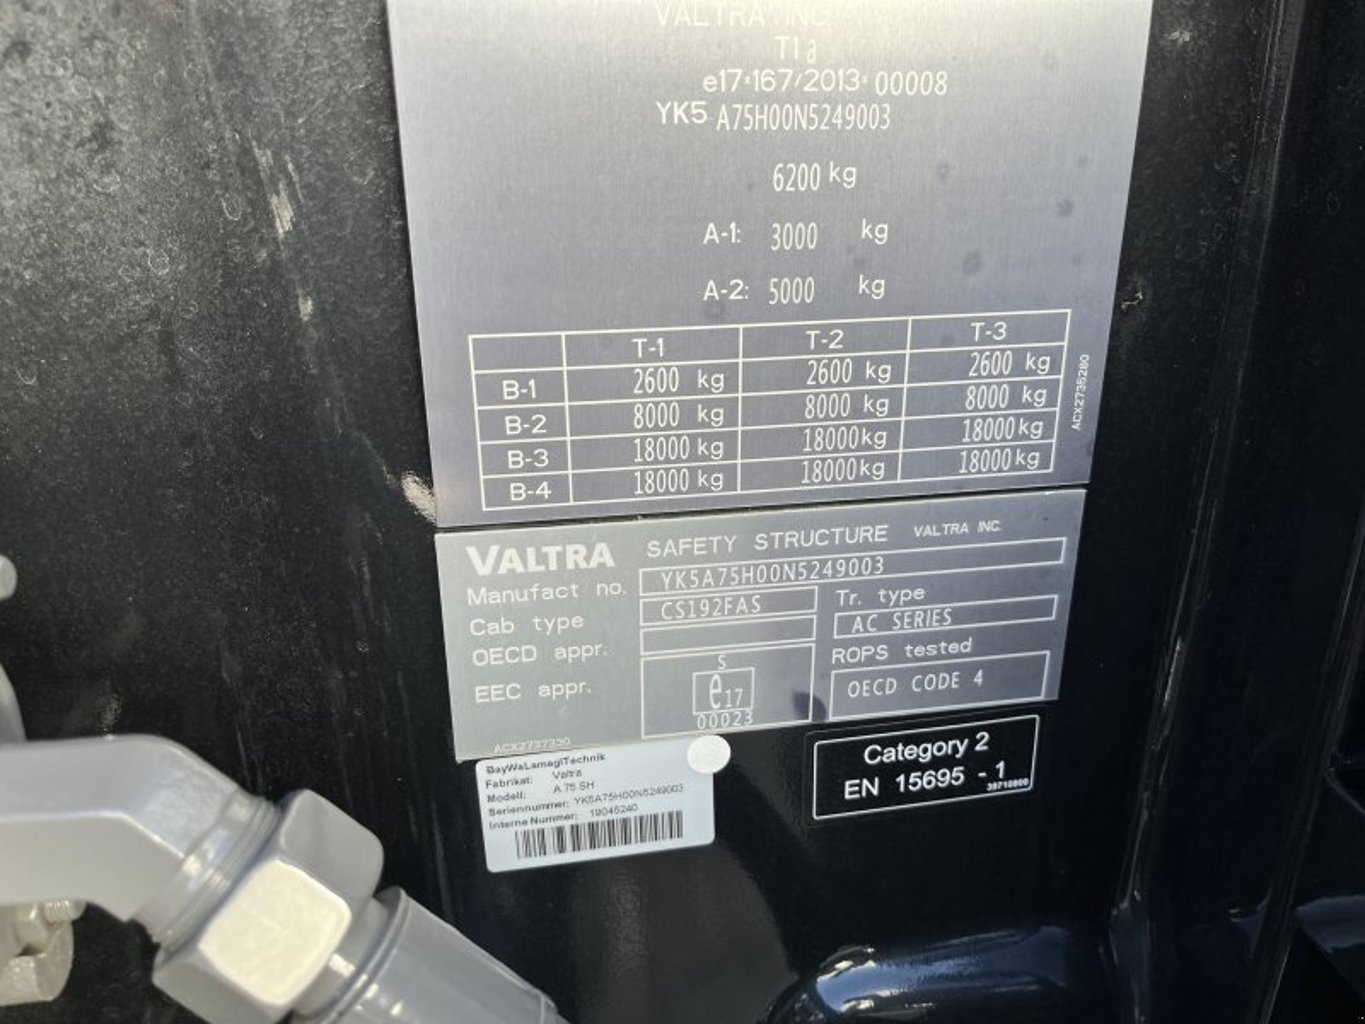 VALTRA INC
T1a
e17*167/2013*00008
YK5 A75H00N5249003
6200 kg
A-1: 3000 kg
A-2: 5000 kg
T-1 T-2 T-3
B-1 2600 kg 2600 kg 2600 kg
B-2 8000 kg 8000 kg 8000 kg
B-3 18000 kg 18000kg 18000kg
B-4 18000 kg 18000kg 18000kg
ACX2735280
VALTRA SAFETY STRUCTURE VALTRA INC.
Manufact no. YK5A75H00N5249003
Cab type CS192FAS Tr. type
OECD appr. AC SERIES
EEC appr. S ROPS tested
e17 OECD CODE 4
00023
ACX2737330
BayWaLamaglTechnik
Fabrikat: Valtra
Modell: A 75 SH
Seriennummer: YK5A75H00N5249003
Interne Nummer: 19045240
Category 2
EN 15695 - 1
39710800